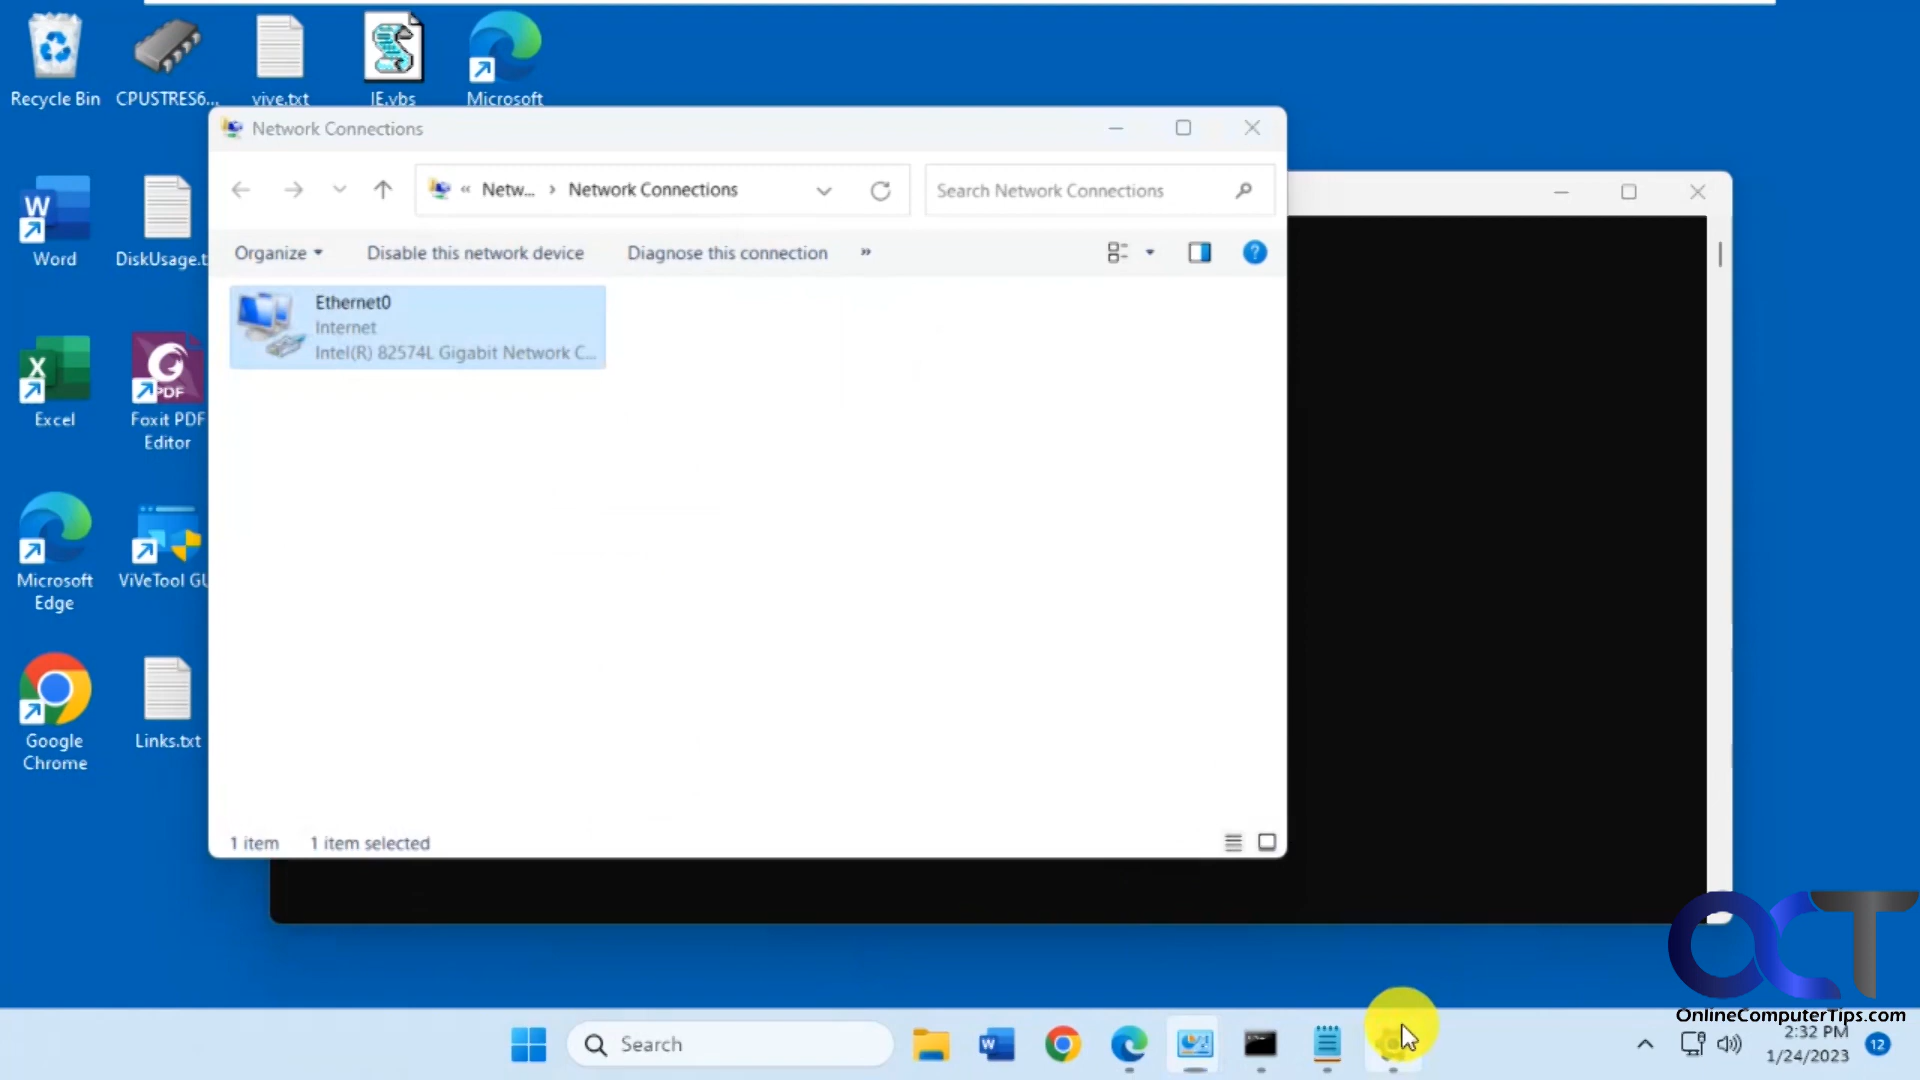 Recycle Bin
CPUSTRES6...
vive.txt
IE.vbs
Microsoft
Network Connections
« Netw... › Network Connections
Search Network Connections
Organize
Disable this network device
Diagnose this connection
»
?
Ethernet0
Internet
Intel(R) 82574L Gigabit Network C...
W
Word
DiskUsage.t
X
Excel
PDF
Foxit PDF
Editor
Microsoft
Edge
ViVeTool GU
Google
Chrome
Links.txt
1 item
1 item selected
OCT
OnlineComputerTips.com
Search
W
2:32 PM
1/24/2023
12